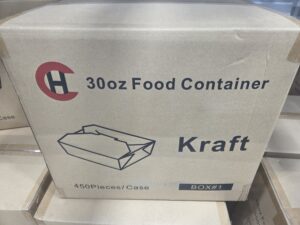 CH
30oz Food Container
Kraft
450Pieces/Case
BOX#1